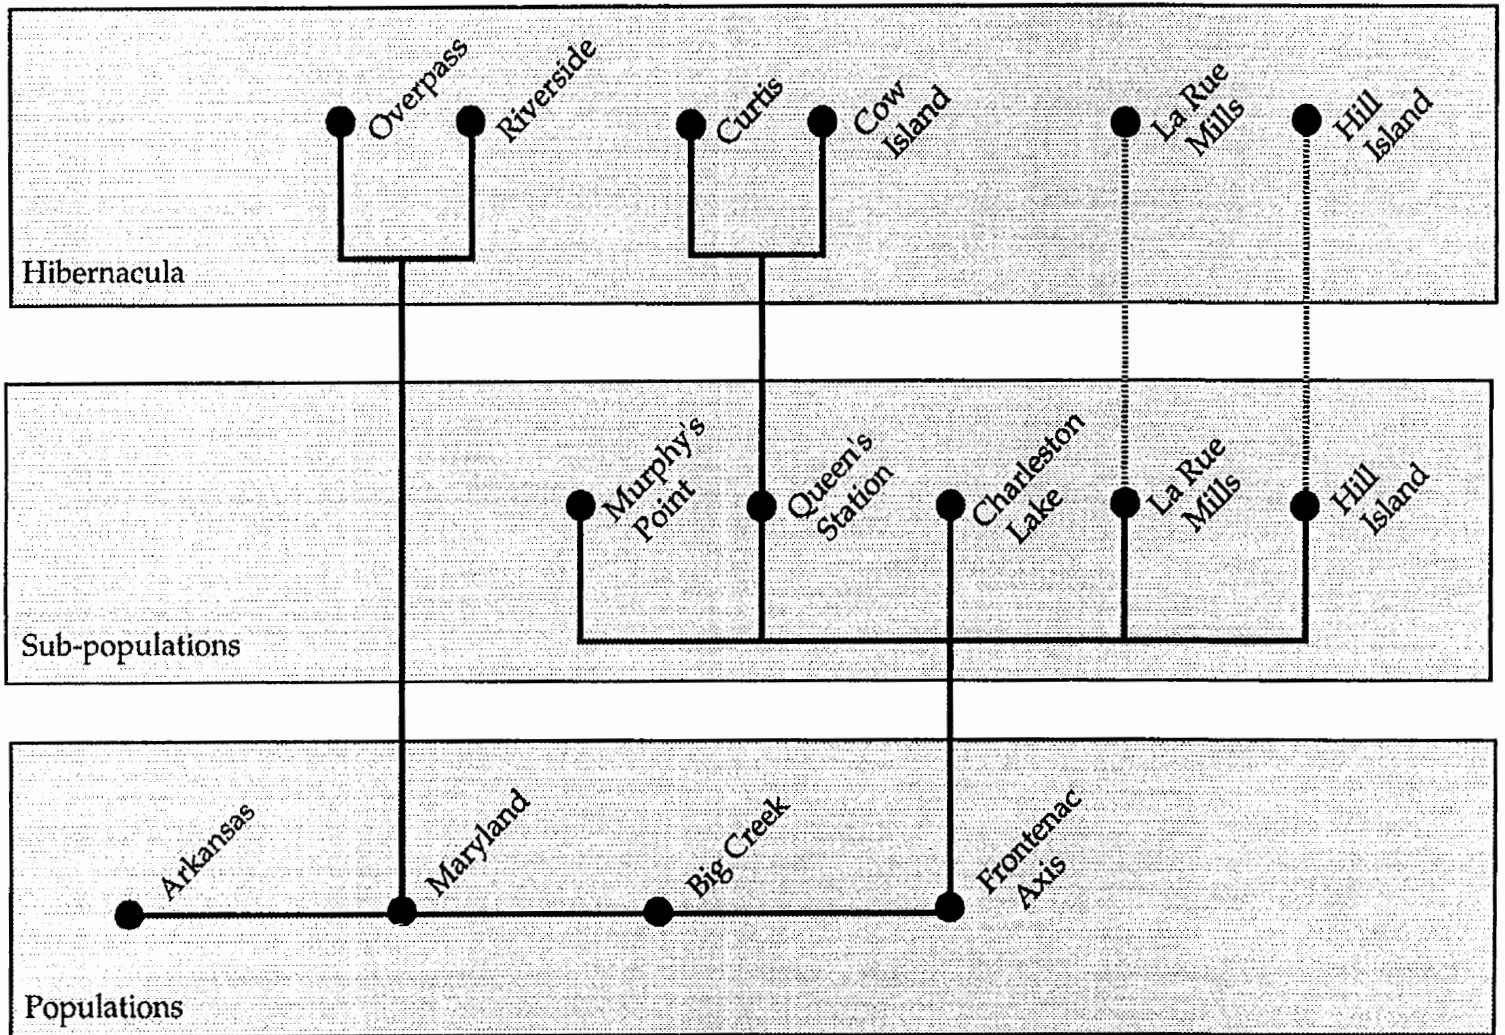 Overpass
Riverside
Curtis
Cow
Island
La Rue
Mills
Hill
Island
Hibernacula
Murphy's
Point
Queen's
Station
Charleston
Lake
La Rue
Mills
Hill
Island
Sub-populations
Arkansas
Maryland
Big Creek
Frontenac
Axis
Populations